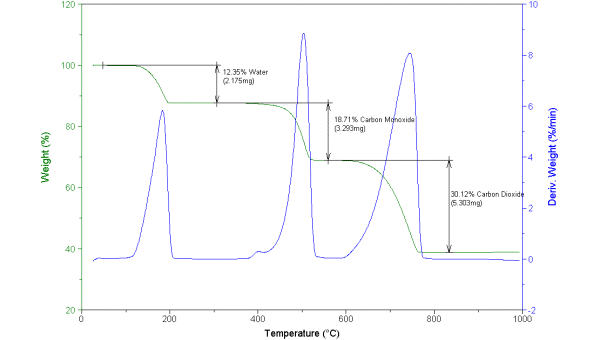 120
100
80
60
40
20
Weight (%)
12.35% Water
(2.175mg)
18.71% Carbon Monoxide
(3.293mg)
30.12% Carbon Dioxide
(5.303mg)
10
8
6
4
2
0
-2
Deriv. Weight (%/min)
0
200
400
600
800
1000
Temperature (°C)